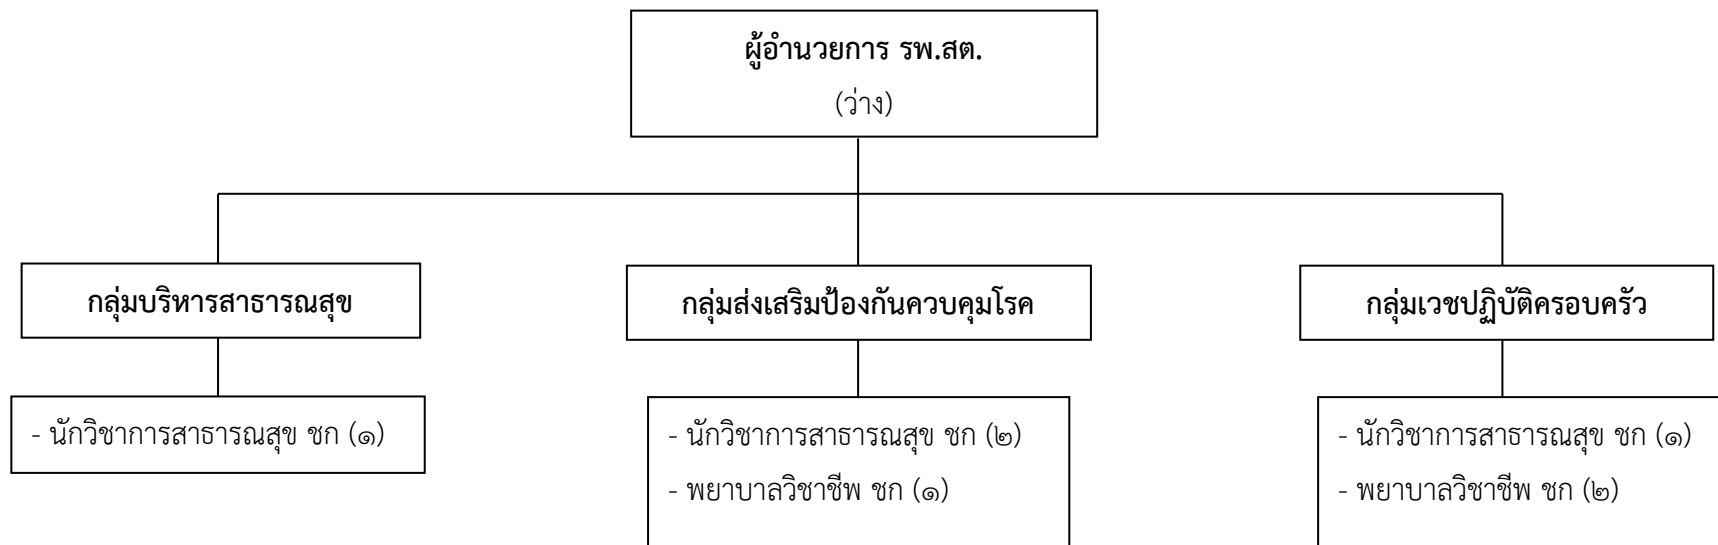 ผู้อำนวยการ รพ.สต.
(ว่าง)
กลุ่มบริหารสาธารณสุข
- นักวิชาการสาธารณสุข ชก (๑)
กลุ่มส่งเสริมป้องกันควบคุมโรค
- นักวิชาการสาธารณสุข ชก (๒)
- พยาบาลวิชาชีพ ชก (๑)
กลุ่มเวชปฏิบัติครอบครัว
- นักวิชาการสาธารณสุข ชก (๑)
- พยาบาลวิชาชีพ ชก (๒)